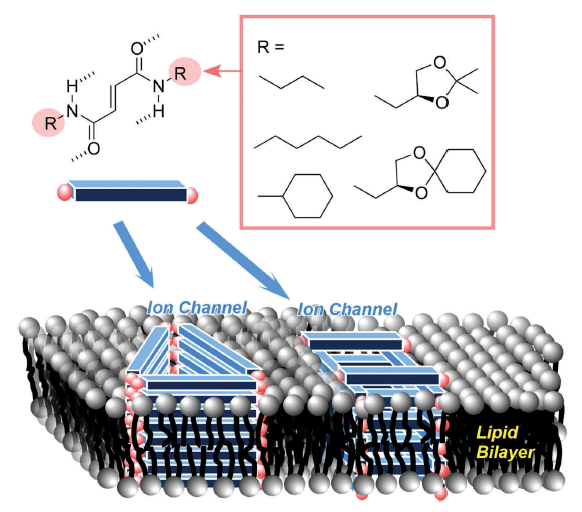 R =
O
H
N
R
R
N
H
O
O
O
O
O
Ion Channel
Ion Channel
Lipid
Bilayer